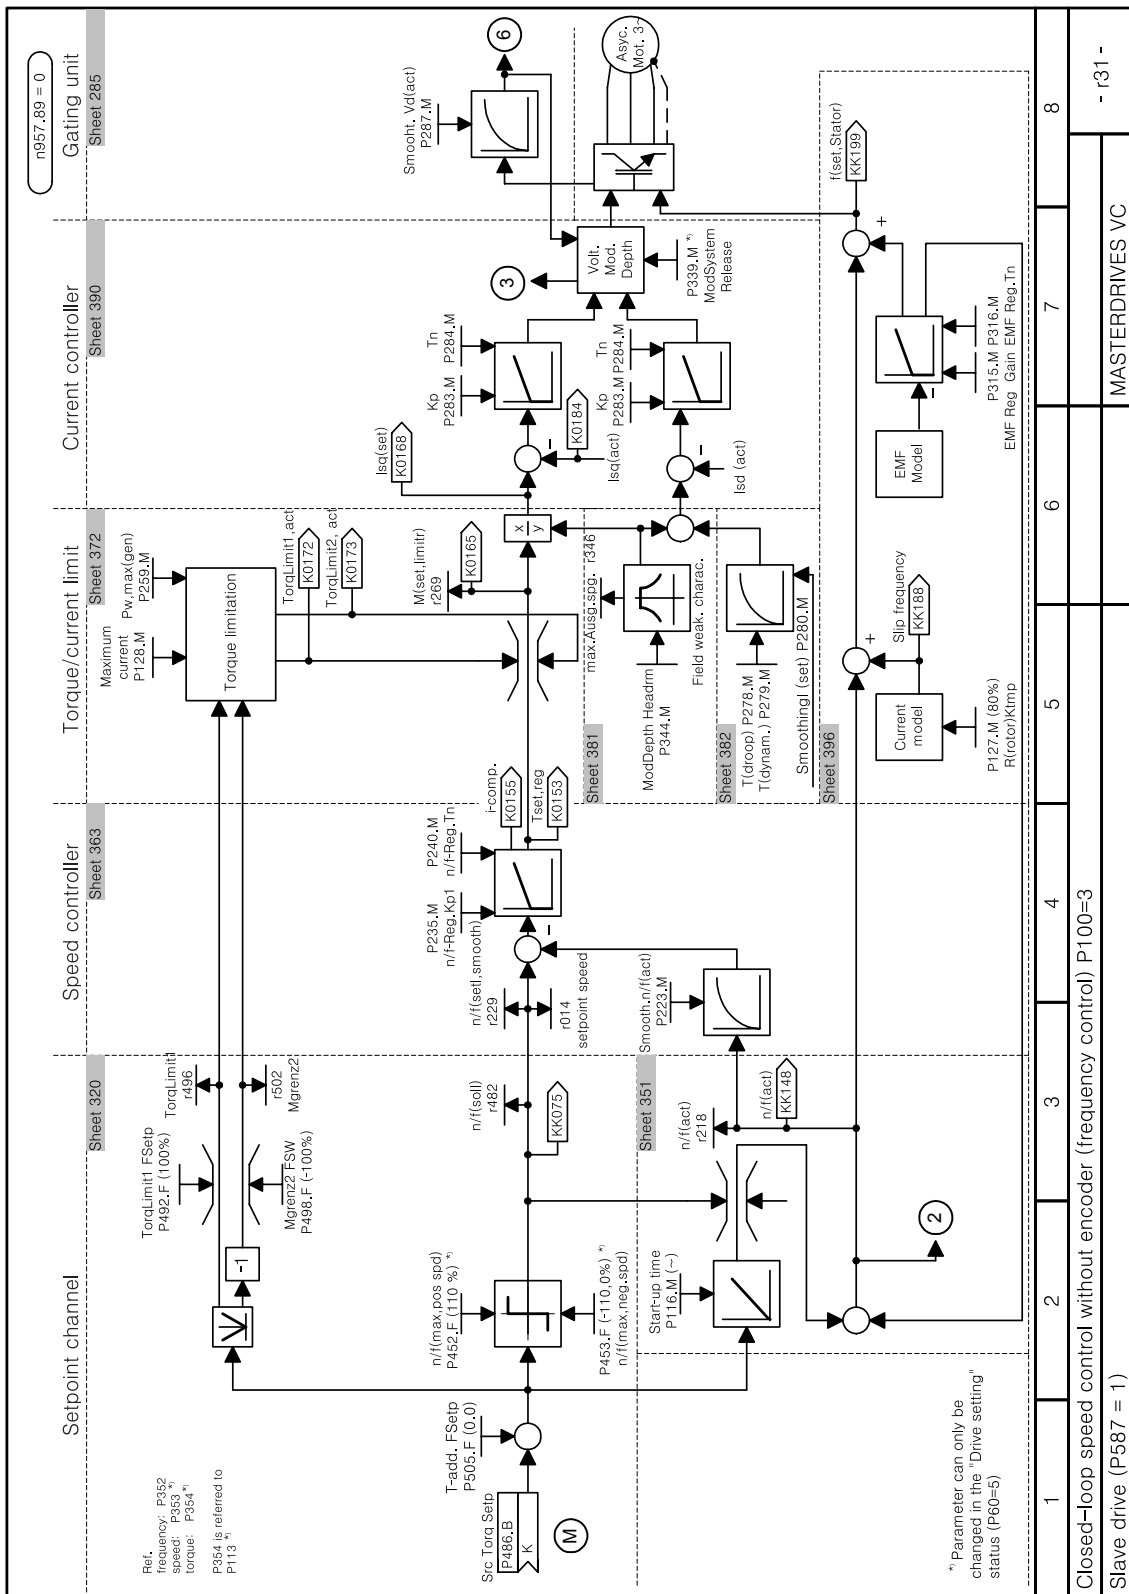 n957.89 = 0
Setpoint channel
Speed controller
Torque/current limit
Current controller
Gating unit
Sheet 320
Sheet 363
Sheet 372
Sheet 390
Sheet 285
Ref.
frequency: P352
speed: P353 *)
torque: P354 *)
P354 is referred to
P113 *)
TorqLimit1 FSetp
P492.F (100%)
TorqLimit1
r496
-1
Mgrenz2 FSW
P498.F (-100%)
r502
Mgrenz2
Maximum
current
P128.M
Pw,max(gen)
P259.M
Torque limitation
TorqLimit1,act
K0172
TorqLimit2, act
K0173
Smooht. Vd(act)
P287.M
6
Asyc.
Mot. 3~
Src Torq Setp
P486.B
K
M
T-add. FSetp
P505.F (0.0)
n/f(max,pos spd)
P452.F (110 %) *)
P453.F (-110,0%) *)
n/f(max,neg.spd)
n/f(soll)
r482
KK075
n/f(setl,smooth)
r229
r014
setpoint speed
P235.M
n/f-Reg.Kp1
P240.M
n/f-Reg.Tn
-
i-comp.
K0155
Tset,reg
K0153
M(set,limitr)
r269
K0165
x
y
Isq(set)
K0168
-
K0184
Isq(act)
Kp
P283.M
Tn
P284.M
3
Volt.
Mod.
Depth
P339.M *)
ModSystem
Release
Kp
P283.M
Tn
P284.M
-
Isd (act)
Sheet 381
max.Ausg.spg. r346
ModDepth Headrm
P344.M
Field weak. charac.
Sheet 382
T(droop) P278.M
T(dynam.) P279.M
SmoothingI (set) P280.M
Sheet 351
Start-up time
P116.M (~)
n/f(act)
r218
n/f(act)
KK148
Smooth.n/f(act)
P223.M
2
Sheet 396
Current
model
P127.M (80%)
R(rotor)Ktmp
Slip frequency
KK188
+
EMF
Model
-
P315.M P316.M
EMF Reg Gain EMF Reg.Tn
+
f(set,Stator)
KK199
*) Parameter can only be
changed in the "Drive setting"
status (P60=5)
1
2
3
4
5
6
7
8
Closed-loop speed control without encoder (frequency control) P100=3
Slave drive (P587 = 1)
MASTERDRIVES VC
- r31 -